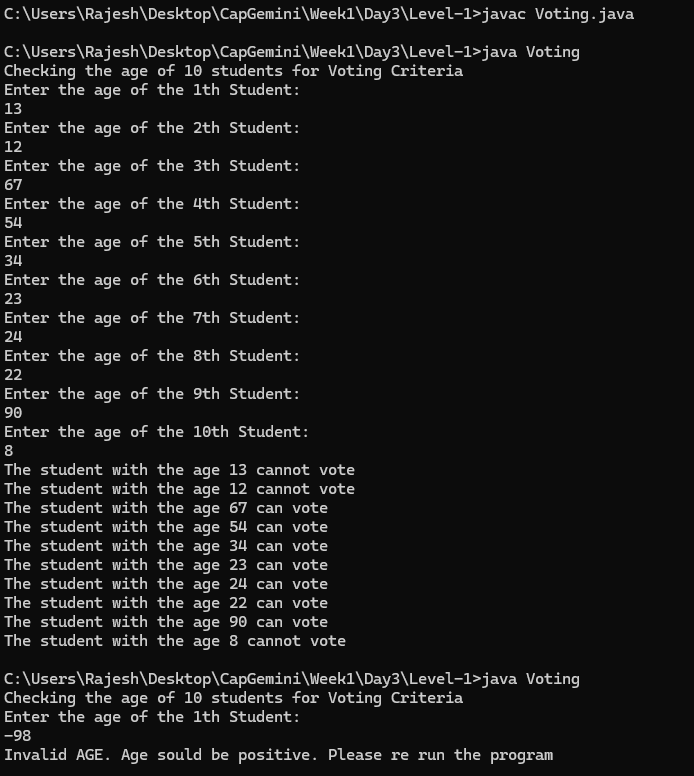 C:\Users\Rajesh\Desktop\CapGemini\Week1\Day3\Level-1>javac Voting.java
C:\Users\Rajesh\Desktop\CapGemini\Week1\Day3\Level-1>java Voting
Checking the age of 10 students for Voting Criteria
Enter the age of the 1th Student:
13
Enter the age of the 2th Student:
12
Enter the age of the 3th Student:
67
Enter the age of the 4th Student:
54
Enter the age of the 5th Student:
34
Enter the age of the 6th Student:
23
Enter the age of the 7th Student:
24
Enter the age of the 8th Student:
22
Enter the age of the 9th Student:
90
Enter the age of the 10th Student:
8
The student with the age 13 cannot vote
The student with the age 12 cannot vote
The student with the age 67 can vote
The student with the age 54 can vote
The student with the age 34 can vote
The student with the age 23 can vote
The student with the age 24 can vote
The student with the age 22 can vote
The student with the age 90 can vote
The student with the age 8 cannot vote
C:\Users\Rajesh\Desktop\CapGemini\Week1\Day3\Level-1>java Voting
Checking the age of 10 students for Voting Criteria
Enter the age of the 1th Student:
-98
Invalid AGE. Age sould be positive. Please re run the program